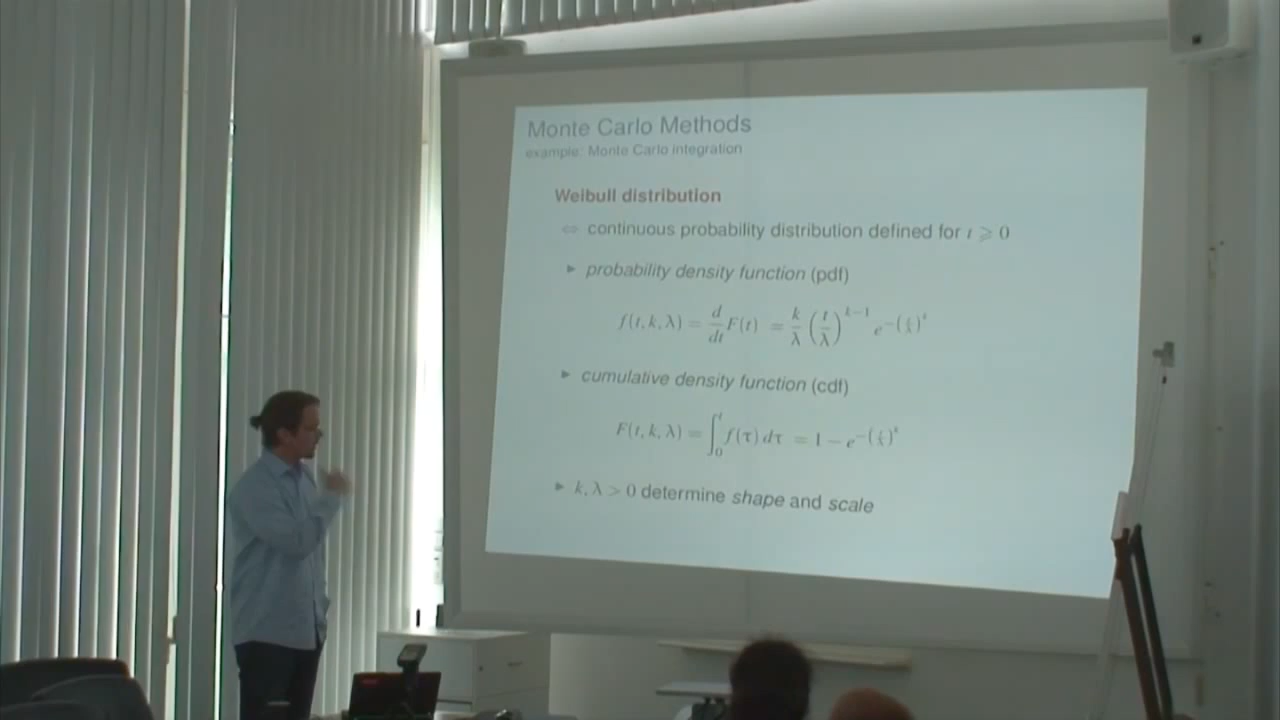 Monte Carlo Methods
example: Monte Carlo integration
Weibull distribution
⇔ continuous probability distribution defined for t ⩾ 0
▶ probability density function (pdf)
f(t, k, λ) = d/dt F(t) = k/λ (t/λ)^{k−1} e^{−(t/λ)^k}
▶ cumulative density function (cdf)
F(t, k, λ) = ∫_0^t f(τ) dτ = 1 − e^{−(t/λ)^k}
▶ k, λ > 0 determine shape and scale